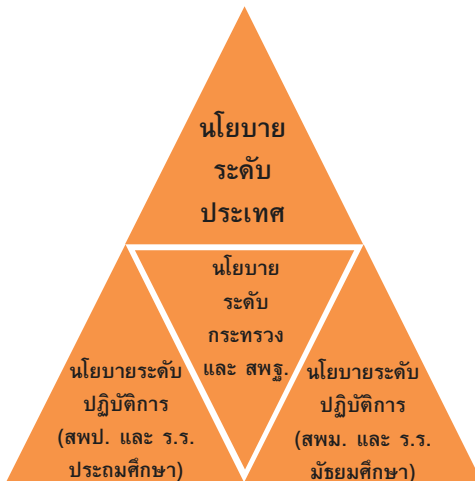 นโยบาย
ระดับ
ประเทศ
นโยบาย
ระดับ
กระทรวง
และ สพฐ.
นโยบายระดับ
ปฏิบัติการ
(สพป. และ ร.ร.
ประถมศึกษา)
นโยบายระดับ
ปฏิบัติการ
(สพม. และ ร.ร.
มัธยมศึกษา)